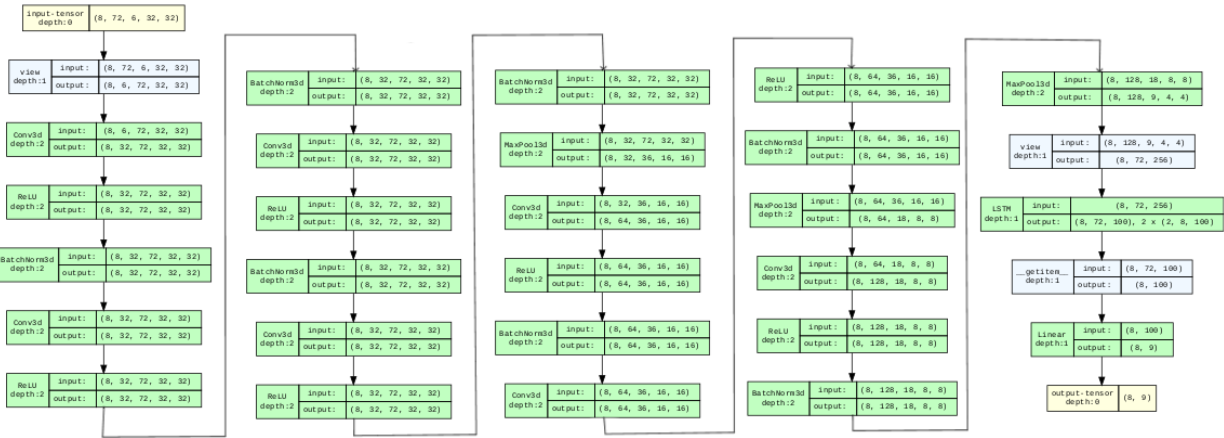 input-tensor depth:0 (8, 72, 6, 32, 32)
view depth:1 input: (8, 72, 6, 32, 32) output: (8, 6, 72, 32, 32)
Conv3d depth:2 input: (8, 6, 72, 32, 32) output: (8, 32, 72, 32, 32)
ReLU depth:2 input: (8, 32, 72, 32, 32) output: (8, 32, 72, 32, 32)
BatchNorm3d depth:2 input: (8, 32, 72, 32, 32) output: (8, 32, 72, 32, 32)
Conv3d depth:2 input: (8, 32, 72, 32, 32) output: (8, 32, 72, 32, 32)
ReLU depth:2 input: (8, 32, 72, 32, 32) output: (8, 32, 72, 32, 32)
BatchNorm3d depth:2 input: (8, 32, 72, 32, 32) output: (8, 32, 72, 32, 32)
Conv3d depth:2 input: (8, 32, 72, 32, 32) output: (8, 32, 72, 32, 32)
ReLU depth:2 input: (8, 32, 72, 32, 32) output: (8, 32, 72, 32, 32)
BatchNorm3d depth:2 input: (8, 32, 72, 32, 32) output: (8, 32, 72, 32, 32)
Conv3d depth:2 input: (8, 32, 72, 32, 32) output: (8, 32, 72, 32, 32)
ReLU depth:2 input: (8, 32, 72, 32, 32) output: (8, 32, 72, 32, 32)
BatchNorm3d depth:2 input: (8, 32, 72, 32, 32) output: (8, 32, 72, 32, 32)
MaxPool3d depth:2 input: (8, 32, 72, 32, 32) output: (8, 32, 36, 16, 16)
Conv3d depth:2 input: (8, 32, 36, 16, 16) output: (8, 64, 36, 16, 16)
ReLU depth:2 input: (8, 64, 36, 16, 16) output: (8, 64, 36, 16, 16)
BatchNorm3d depth:2 input: (8, 64, 36, 16, 16) output: (8, 64, 36, 16, 16)
Conv3d depth:2 input: (8, 64, 36, 16, 16) output: (8, 64, 36, 16, 16)
ReLU depth:2 input: (8, 64, 36, 16, 16) output: (8, 64, 36, 16, 16)
BatchNorm3d depth:2 input: (8, 64, 36, 16, 16) output: (8, 64, 36, 16, 16)
MaxPool3d depth:2 input: (8, 64, 36, 16, 16) output: (8, 64, 18, 8, 8)
Conv3d depth:2 input: (8, 64, 18, 8, 8) output: (8, 128, 18, 8, 8)
ReLU depth:2 input: (8, 128, 18, 8, 8) output: (8, 128, 18, 8, 8)
BatchNorm3d depth:2 input: (8, 128, 18, 8, 8) output: (8, 128, 18, 8, 8)
MaxPool3d depth:2 input: (8, 128, 18, 8, 8) output: (8, 128, 9, 4, 4)
view depth:1 input: (8, 128, 9, 4, 4) output: (8, 72, 256)
LSTM depth:1 input: (8, 72, 256) output: (8, 72, 100), 2 x (2, 8, 100)
__getitem__ depth:1 input: (8, 72, 100) output: (8, 100)
Linear depth:1 input: (8, 100) output: (8, 9)
output-tensor depth:0 (8, 9)